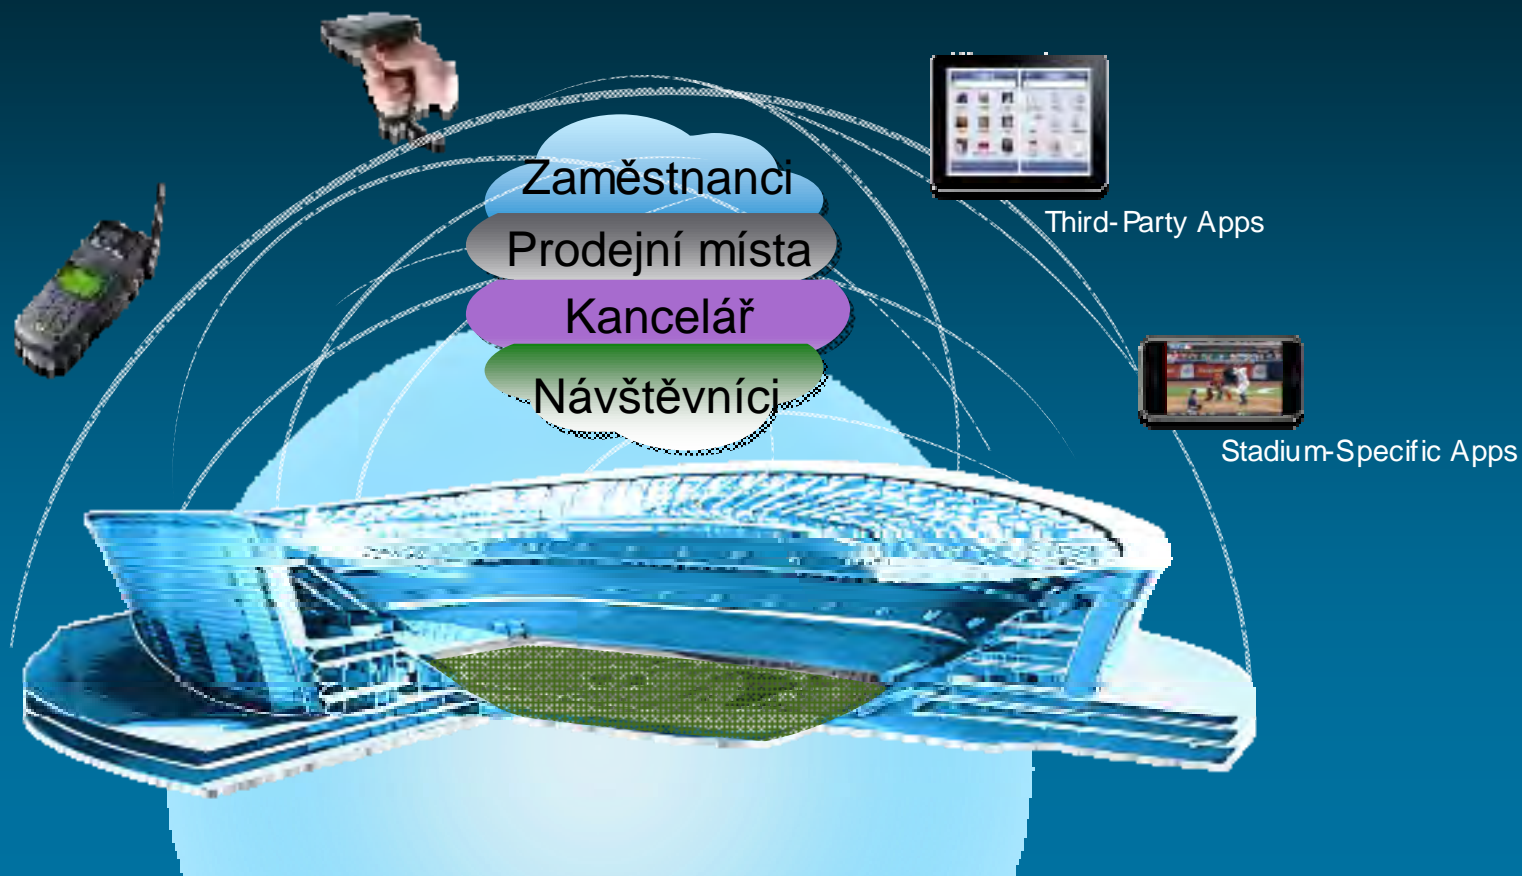 Zaměstnanci
Prodejní místa
Kancelář
Návštěvníci
Third-Party Apps
Stadium-Specific Apps